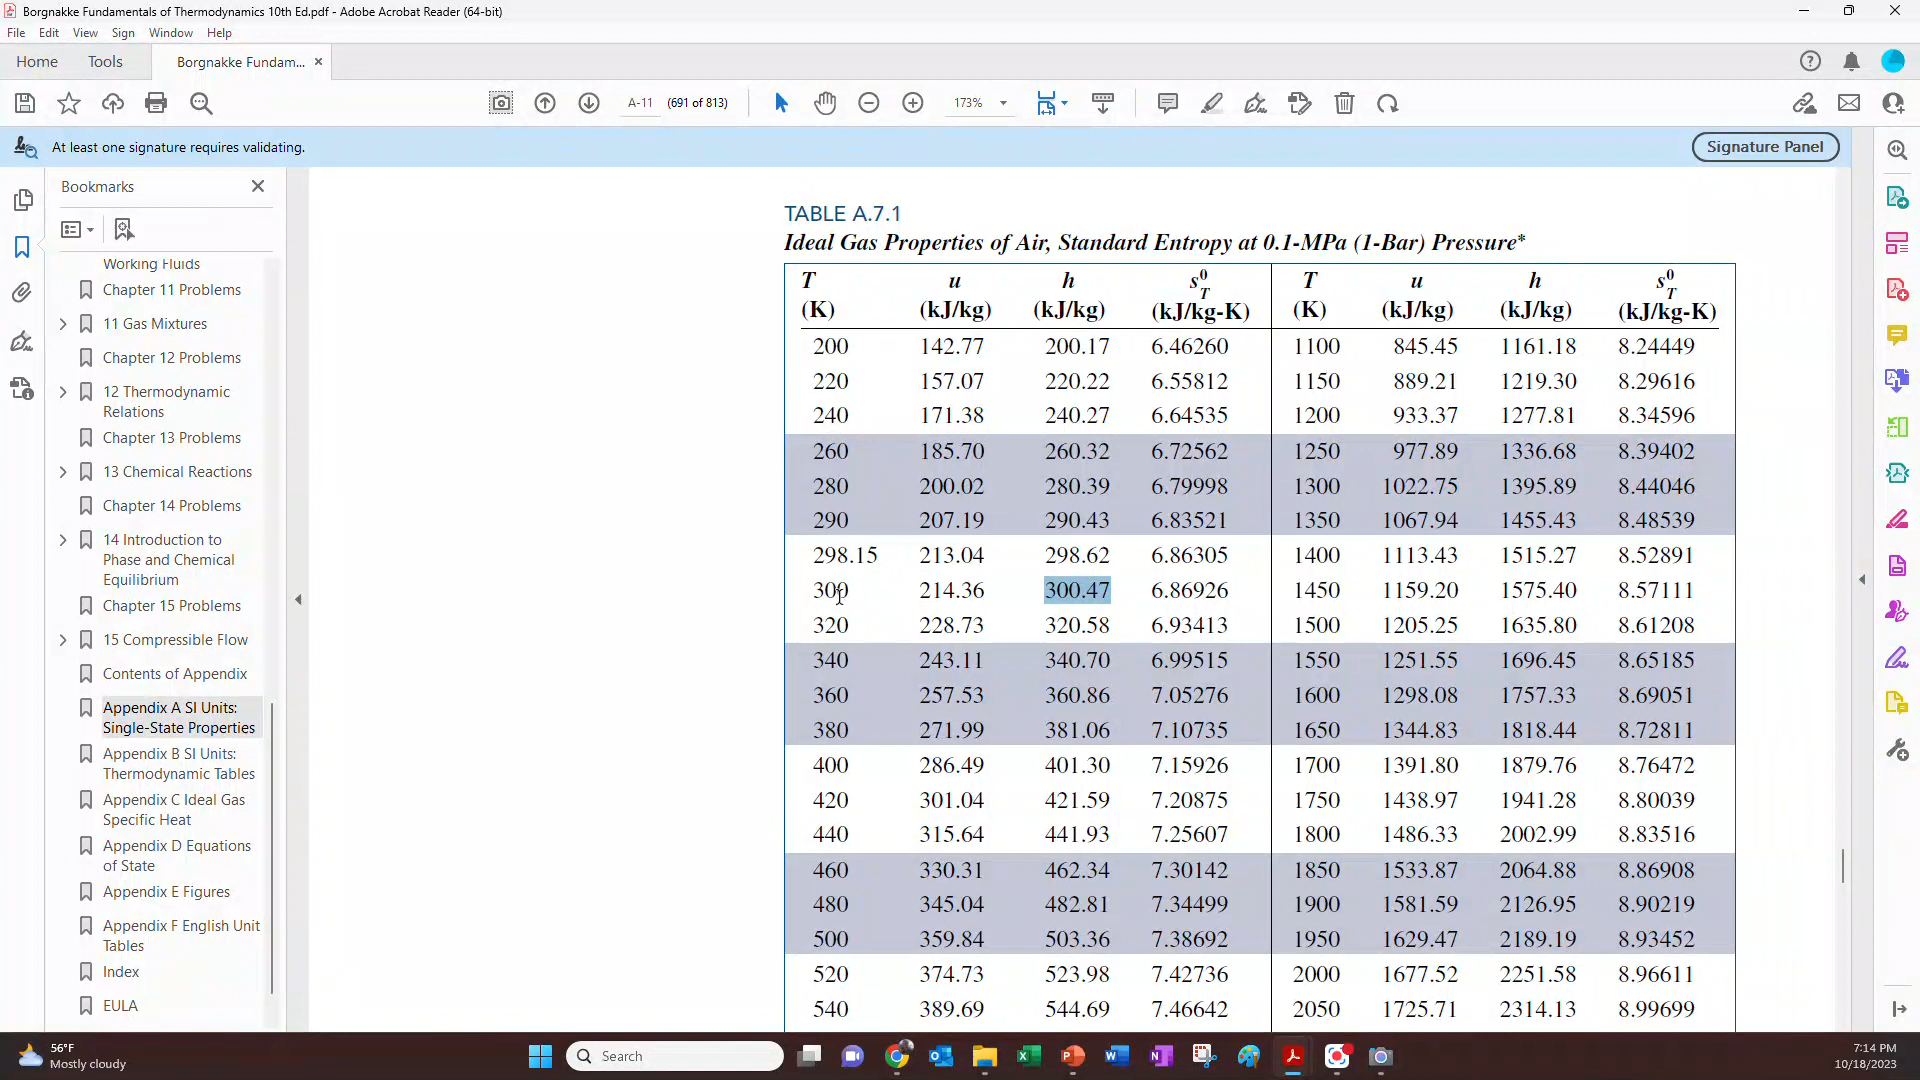 Borgnakke Fundamentals of Thermodynamics 10th Ed.pdf - Adobe Acrobat Reader (64-bit)
File Edit View Sign Window Help
Home Tools Borgnakke Fundam...
A-11 (691 of 813) 173%
At least one signature requires validating. Signature Panel
Bookmarks
Working Fluids
Chapter 11 Problems
11 Gas Mixtures
Chapter 12 Problems
12 Thermodynamic
Relations
Chapter 13 Problems
13 Chemical Reactions
Chapter 14 Problems
14 Introduction to
Phase and Chemical
Equilibrium
Chapter 15 Problems
15 Compressible Flow
Contents of Appendix
Appendix A SI Units:
Single-State Properties
Appendix B SI Units:
Thermodynamic Tables
Appendix C Ideal Gas
Specific Heat
Appendix D Equations
of State
Appendix E Figures
Appendix F English Unit
Tables
Index
EULA
TABLE A.7.1
Ideal Gas Properties of Air, Standard Entropy at 0.1-MPa (1-Bar) Pressure*
T u h s⁰T T u h s⁰T
(K) (kJ/kg) (kJ/kg) (kJ/kg-K) (K) (kJ/kg) (kJ/kg) (kJ/kg-K)
200 142.77 200.17 6.46260 1100 845.45 1161.18 8.24449
220 157.07 220.22 6.55812 1150 889.21 1219.30 8.29616
240 171.38 240.27 6.64535 1200 933.37 1277.81 8.34596
260 185.70 260.32 6.72562 1250 977.89 1336.68 8.39402
280 200.02 280.39 6.79998 1300 1022.75 1395.89 8.44046
290 207.19 290.43 6.83521 1350 1067.94 1455.43 8.48539
298.15 213.04 298.62 6.86305 1400 1113.43 1515.27 8.52891
300 214.36 300.47 6.86926 1450 1159.20 1575.40 8.57111
320 228.73 320.58 6.93413 1500 1205.25 1635.80 8.61208
340 243.11 340.70 6.99515 1550 1251.55 1696.45 8.65185
360 257.53 360.86 7.05276 1600 1298.08 1757.33 8.69051
380 271.99 381.06 7.10735 1650 1344.83 1818.44 8.72811
400 286.49 401.30 7.15926 1700 1391.80 1879.76 8.76472
420 301.04 421.59 7.20875 1750 1438.97 1941.28 8.80039
440 315.64 441.93 7.25607 1800 1486.33 2002.99 8.83516
460 330.31 462.34 7.30142 1850 1533.87 2064.88 8.86908
480 345.04 482.81 7.34499 1900 1581.59 2126.95 8.90219
500 359.84 503.36 7.38692 1950 1629.47 2189.19 8.93452
520 374.73 523.98 7.42736 2000 1677.52 2251.58 8.96611
540 389.69 544.69 7.46642 2050 1725.71 2314.13 8.99699
56°F
Mostly cloudy
Search
7:14 PM
10/18/2023